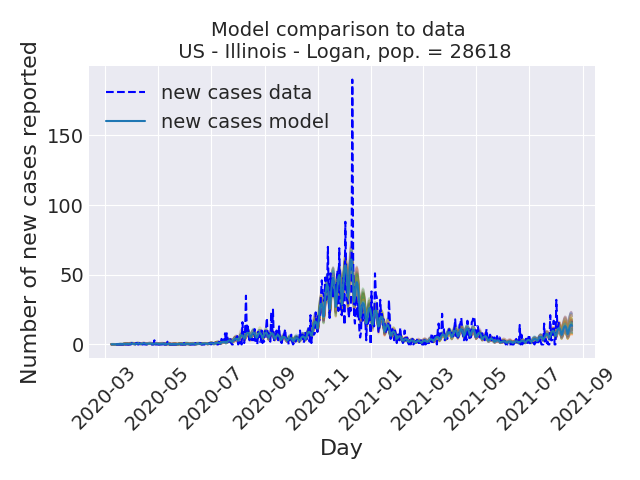 Model comparison to data
US - Illinois - Logan, pop. = 28618
Number of new cases reported
new cases data
new cases model
150
100
50
0
2020-03
2020-05
2020-07
2020-09
2020-11
2021-01
2021-03
2021-05
2021-07
2021-09
Day